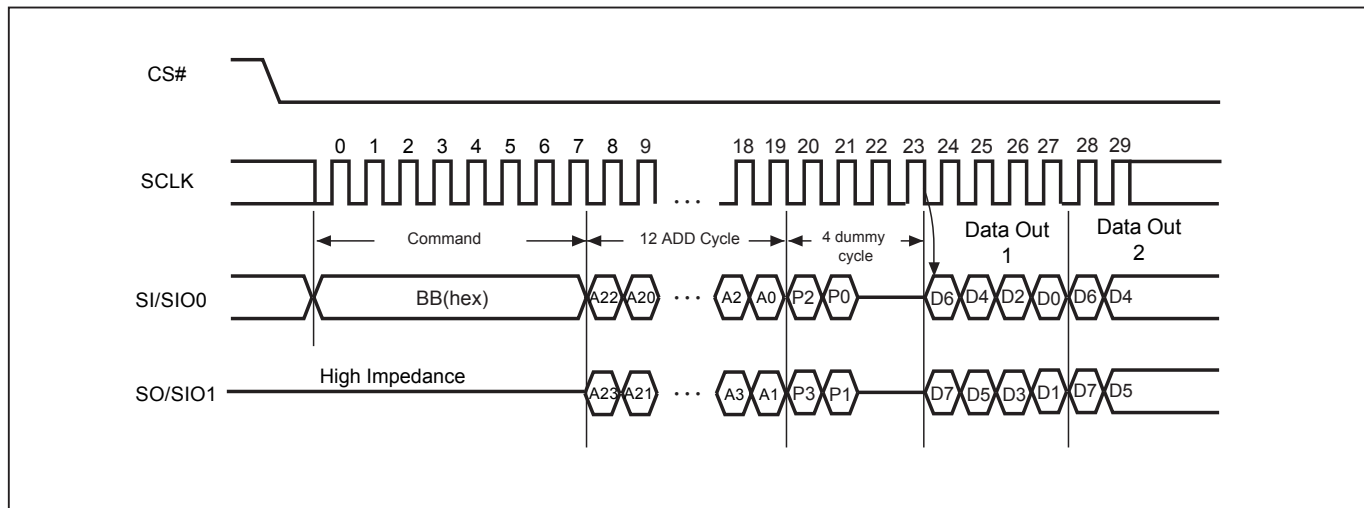 CS#
0 1 2 3 4 5 6 7 8 9 18 19 20 21 22 23 24 25 26 27 28 29
SCLK
...
Command
12 ADD Cycle
4 dummy
cycle
Data Out
1
Data Out
2
SI/SIO0
BB(hex)
A22 A20 ... A2 A0 P2 P0 D6 D4 D2 D0 D6 D4
High Impedance
SO/SIO1
A23 A21 ... A3 A1 P3 P1 D7 D5 D3 D1 D7 D5